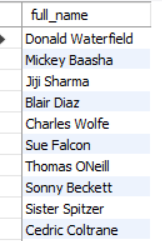 full_name
Donald Waterfield
Mickey Baasha
Jiji Sharma
Blair Diaz
Charles Wolfe
Sue Falcon
Thomas ONeill
Sonny Beckett
Sister Spitzer
Cedric Coltrane